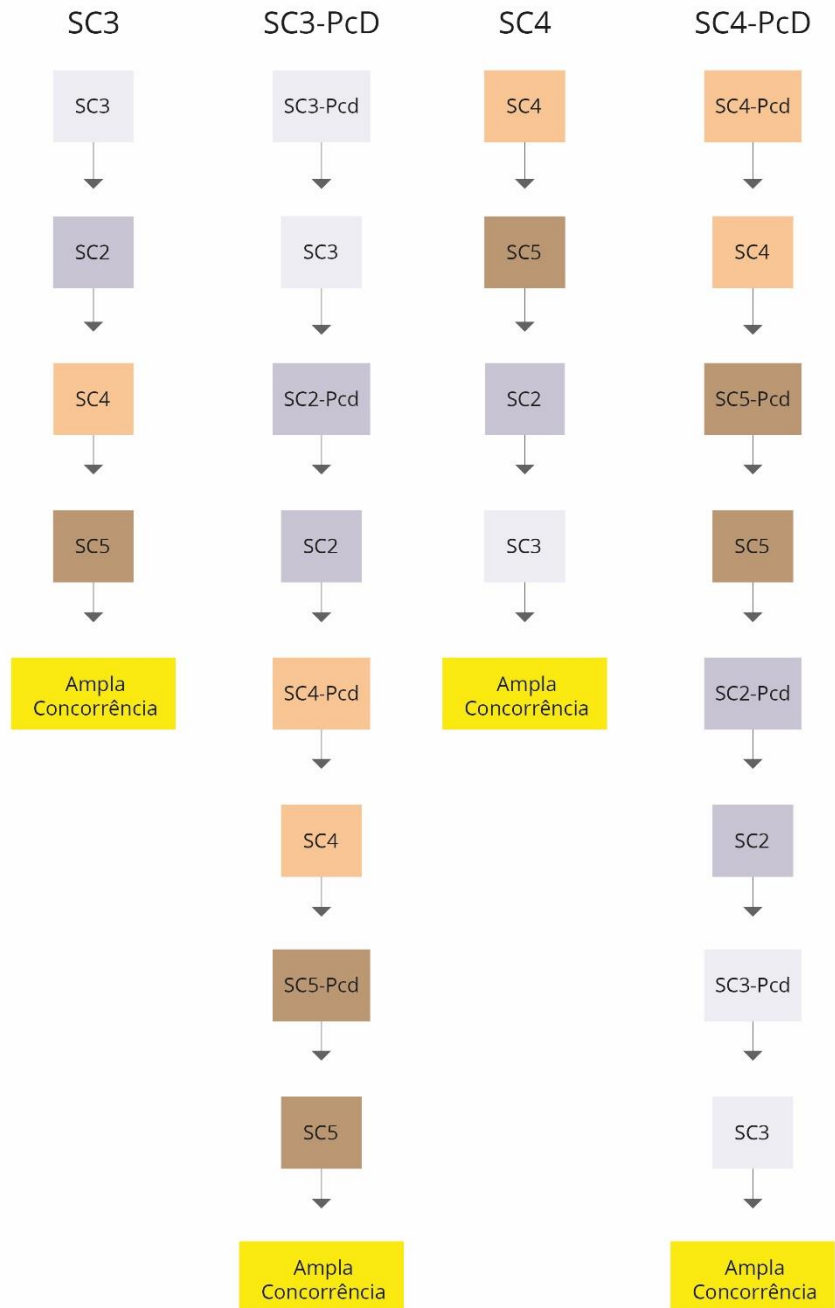 SC3
SC3
SC2
SC4
SC5
Ampla
Concorrência
SC3-PcD
SC3-Pcd
SC3
SC2-Pcd
SC2
SC4-Pcd
SC4
SC5-Pcd
SC5
Ampla
Concorrência
SC4
SC4
SC5
SC2
SC3
Ampla
Concorrência
SC4-PcD
SC4-Pcd
SC4
SC5-Pcd
SC5
SC2-Pcd
SC2
SC3-Pcd
SC3
Ampla
Concorrência